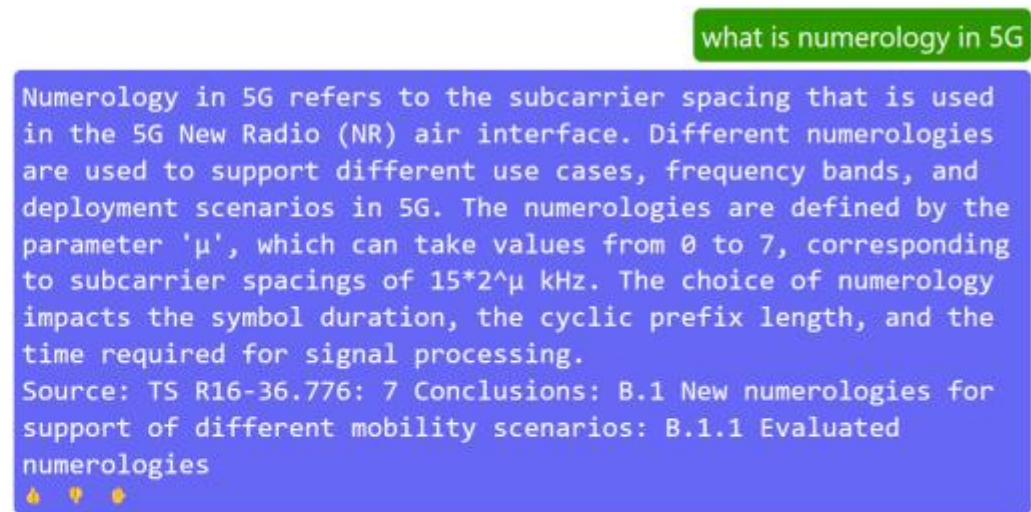 what is numerology in 5G
Numerology in 5G refers to the subcarrier spacing that is used
in the 5G New Radio (NR) air interface. Different numerologies
are used to support different use cases, frequency bands, and
deployment scenarios in 5G. The numerologies are defined by the
parameter 'μ', which can take values from 0 to 7, corresponding
to subcarrier spacings of 15*2^μ kHz. The choice of numerology
impacts the symbol duration, the cyclic prefix length, and the
time required for signal processing.
Source: TS R16-36.776: 7 Conclusions: B.1 New numerologies for
support of different mobility scenarios: B.1.1 Evaluated
numerologies